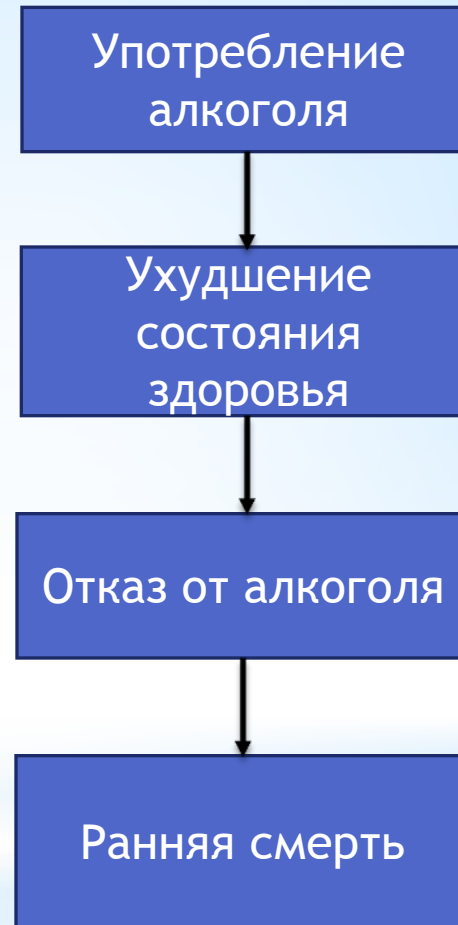 Употребление
алкоголя
Ухудшение
состояния
здоровья
Отказ от алкоголя
Ранняя смерть